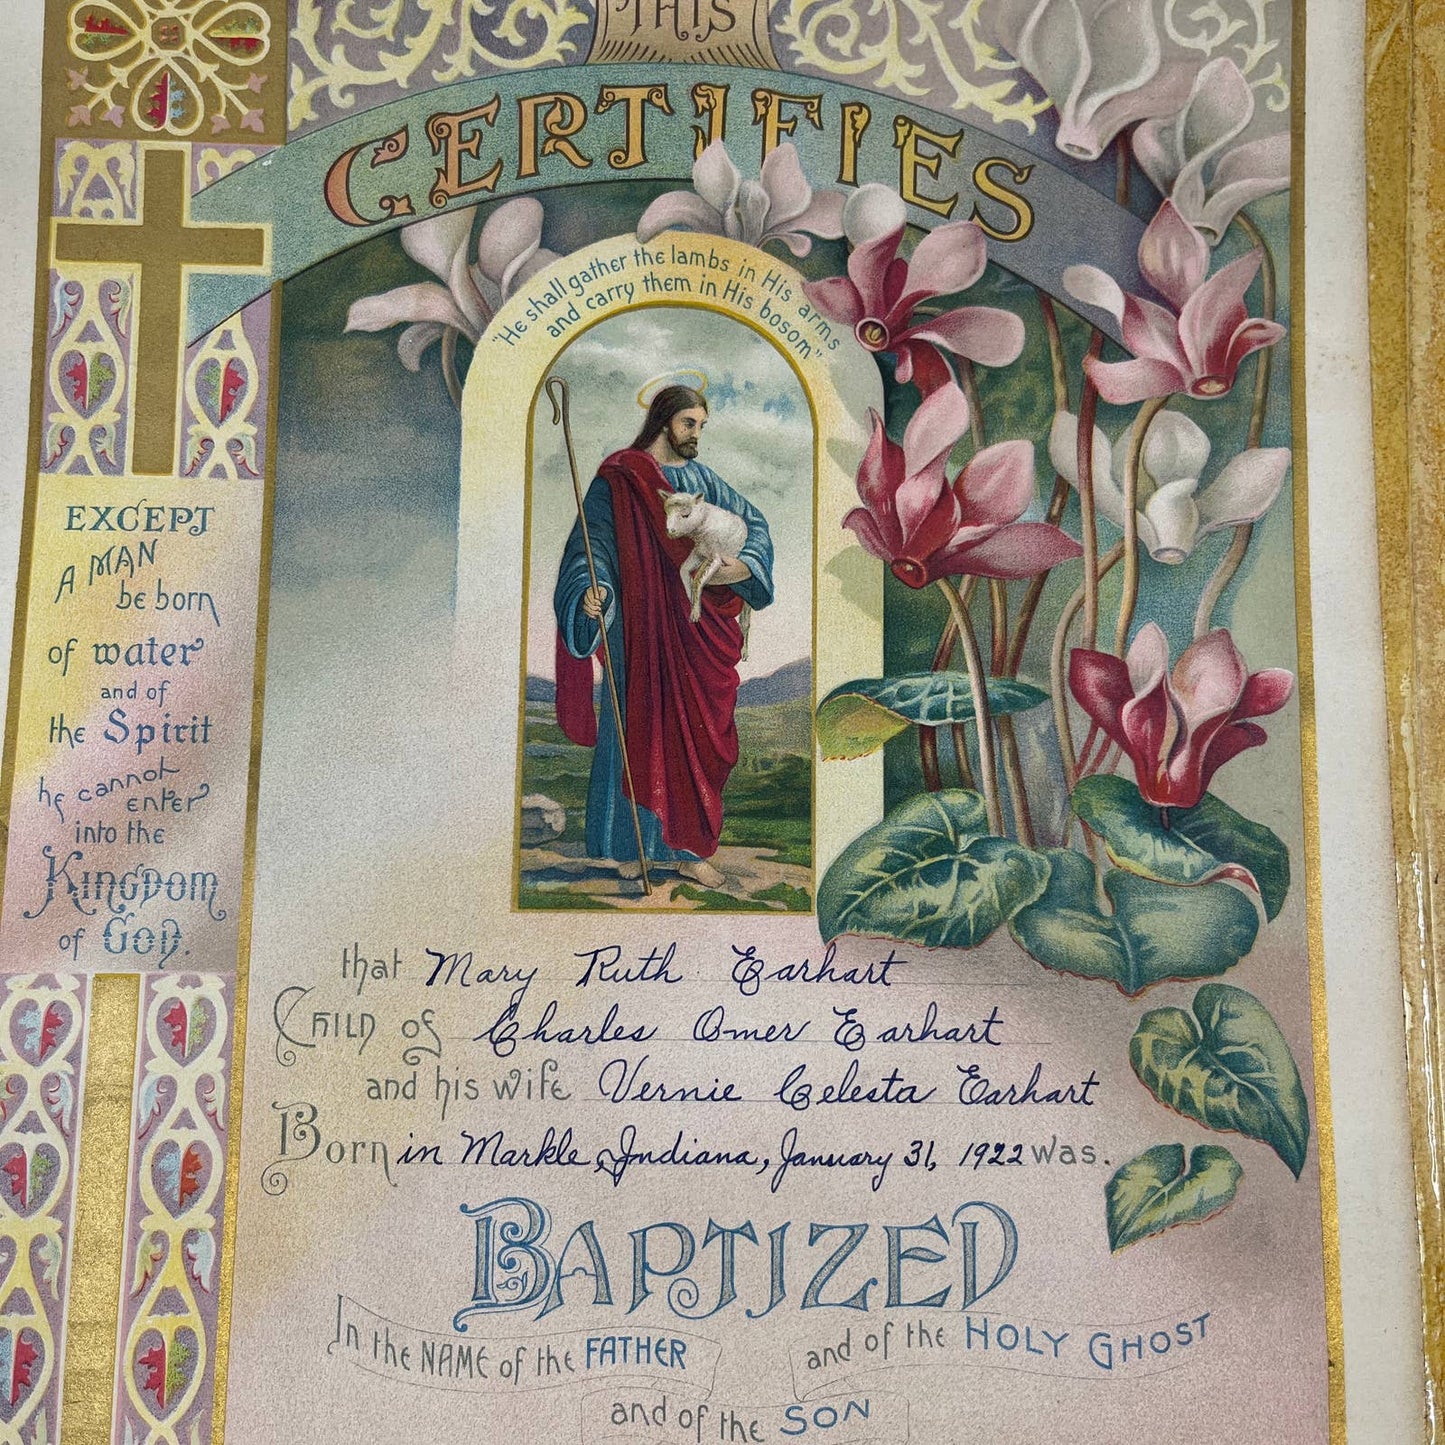 THIS
CERTIFIES
"He shall gather the lambs in His arms
and carry them in His bosom"
EXCEPT
A MAN
be born
of water
and of
the Spirit
he cannot
enter
into the
KINGDOM
of GOD.
that Mary Ruth Earhart
CHILD of Charles Omer Earhart
and his wife Vernie Celesta Earhart
Born in Markle, Indiana, January 31, 1922 was.
BAPTIZED
In the NAME of the FATHER
and of the HOLY GHOST
and of the SON